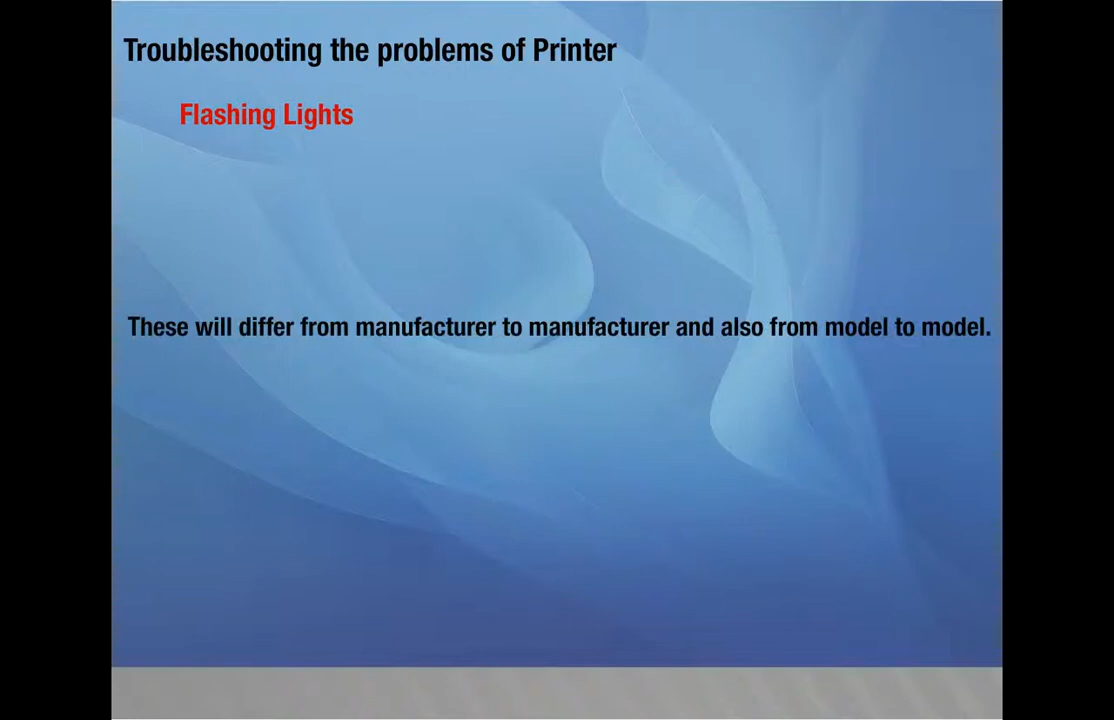 Troubleshooting the problems of Printer
Flashing Lights
These will differ from manufacturer to manufacturer and also from model to model.